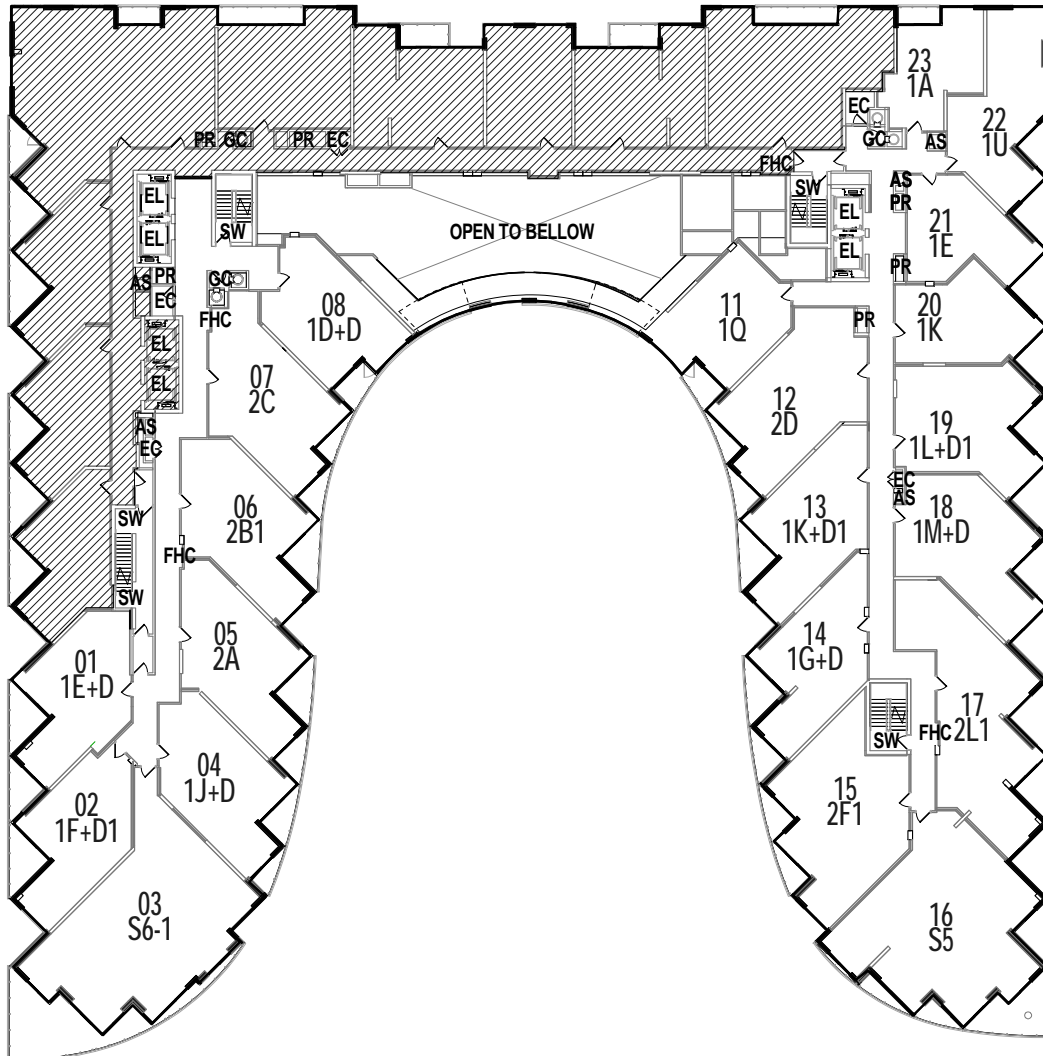 23
1A
EC
22
1U
PR
GC
PR
EC
GC
AS
FHC
SW
AS
PR
EL
EL
SW
OPEN TO BELLOW
EL
EL
21
1E
AS
PR
EC
GC
FHC
PR
08
1D+D
11
1Q
PR
20
1K
EL
EL
07
2C
12
2D
19
1L+D1
AS
EC
06
2B1
13
1K+D1
EC
AS
18
1M+D
SW
FHC
SW
05
2A
14
1G+D
01
1E+D
17
2L1
FHC
SW
04
1J+D
15
2F1
02
1F+D1
03
S6-1
16
S5